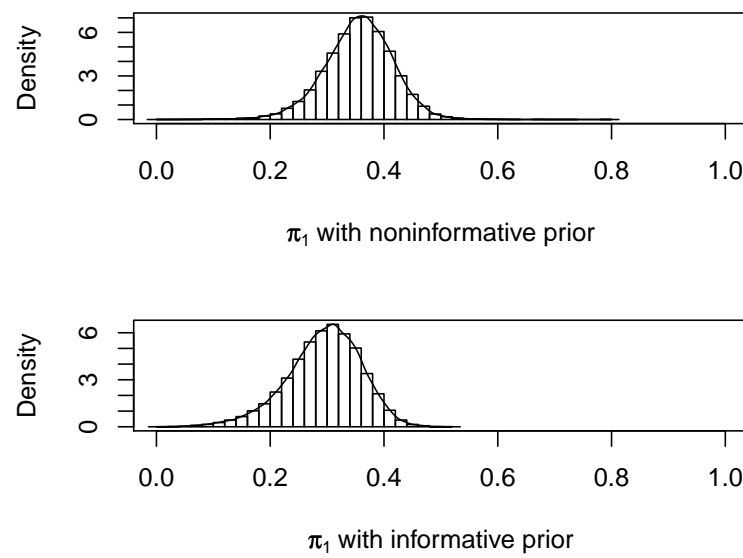 Density
0 3 6
0.0 0.2 0.4 0.6 0.8 1.0
π₁ with noninformative prior
Density
0 3 6
0.0 0.2 0.4 0.6 0.8 1.0
π₁ with informative prior